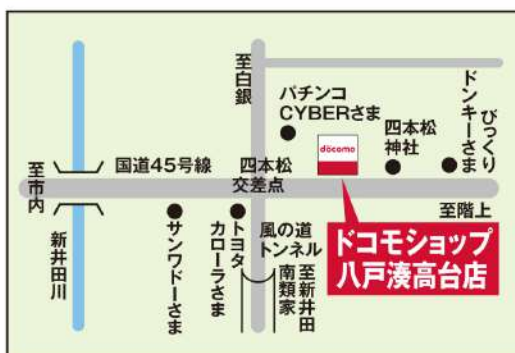 至白銀
パチンコ
CYBERさま
döcomo
四本松
神社
びっくり
ドンキーさま
至市内
国道45号線
四本松
交差点
至階上
新井田川
サンワドーさま
トヨタ
カローラさま
風の道
トンネル
至新井田
南類家
ドコモショップ
八戸湊高台店